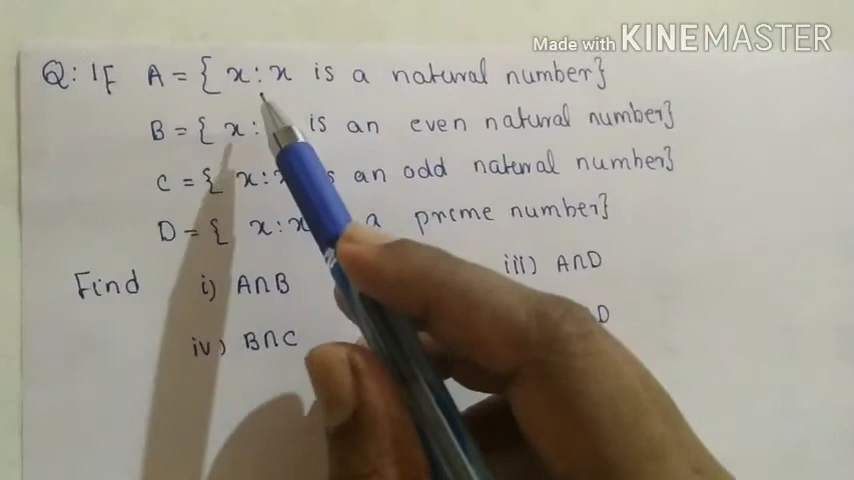 Made with KINEMASTER
Q: If A = { x : x is a natural number}
B = { x : is an even natural number}
C = { x : is an odd natural number}
D = { x : x a prime number}
Find i) A∩B iii) A∩D
iv) B∩C D